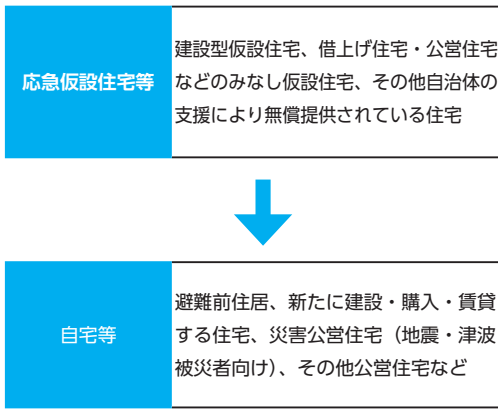 応急仮設住宅等
建設型仮設住宅、借上げ住宅・公営住宅
などのみなし仮設住宅、その他自治体の
支援により無償提供されている住宅
自宅等
避難前住居、新たに建設・購入・賃貸
する住宅、災害公営住宅（地震・津波
被災者向け）、その他公営住宅など